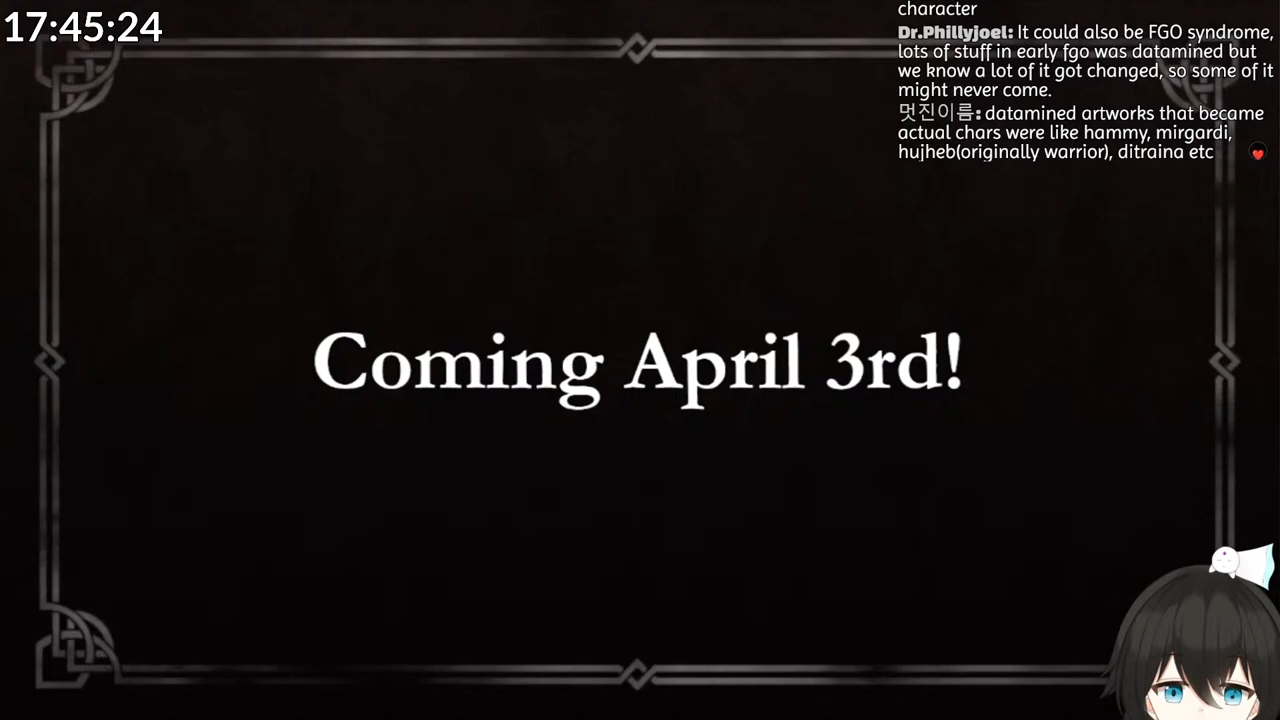 17:45:24
character
Dr.Phillyjoel: It could also be FGO syndrome,
lots of stuff in early fgo was datamined but
we know a lot of it got changed, so some of it
might never come.
멋진이름: datamined artworks that became
actual chars were like hammy, mirgardi,
hujheb(originally warrior), ditraina etc
Coming April 3rd!